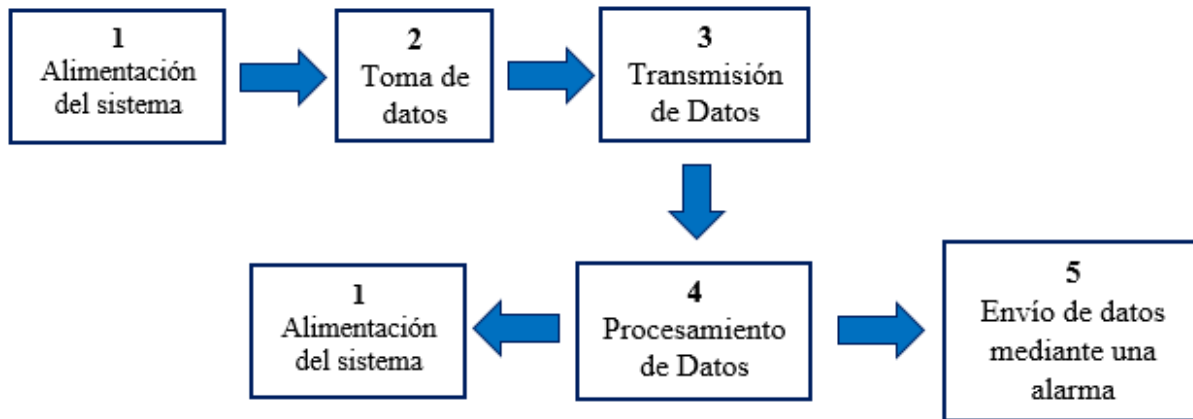 1
Alimentación
del sistema
2
Toma de
datos
3
Transmisión
de Datos
1
Alimentación
del sistema
4
Procesamiento
de Datos
5
Envío de datos
mediante una
alarma